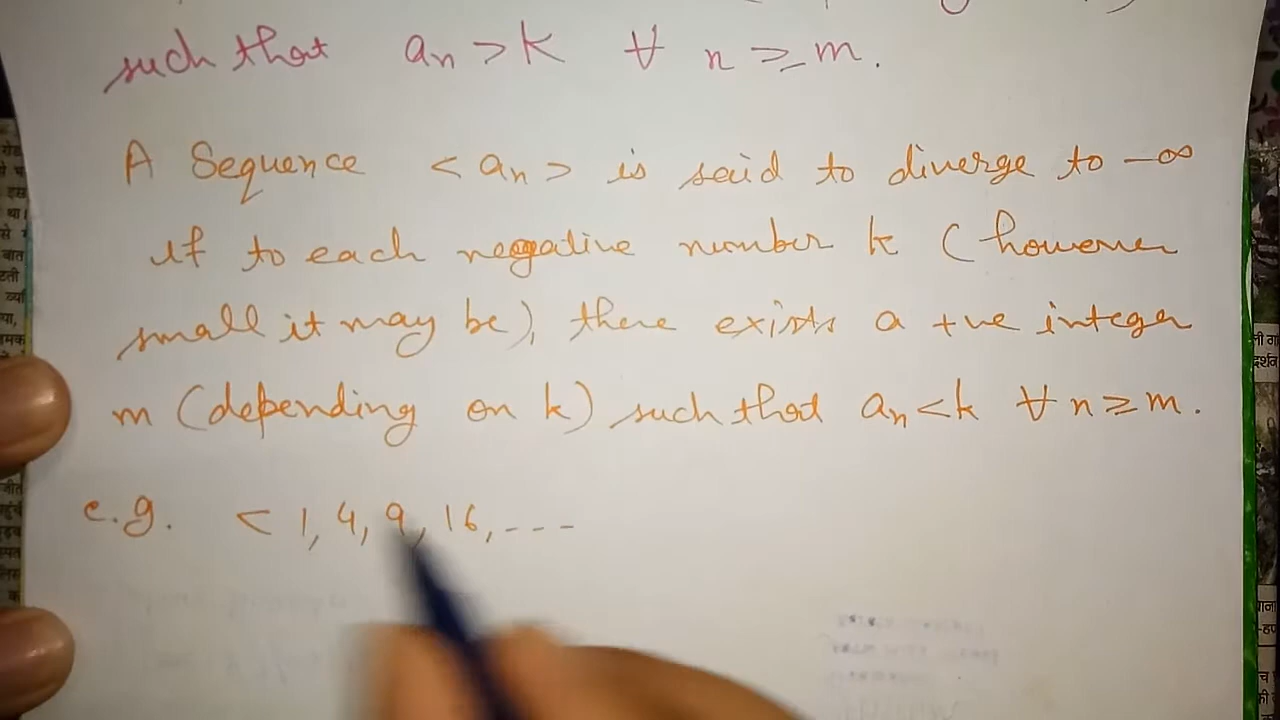 such that aₙ > k ∀ n ≥ m.
A Sequence < aₙ > is said to diverge to -∞
if to each negative number k (however
small it may be), there exists a +ve integer
m (depending on k) such that aₙ < k ∀ n ≥ m.
e.g. < 1, 4, 9, 16, ---